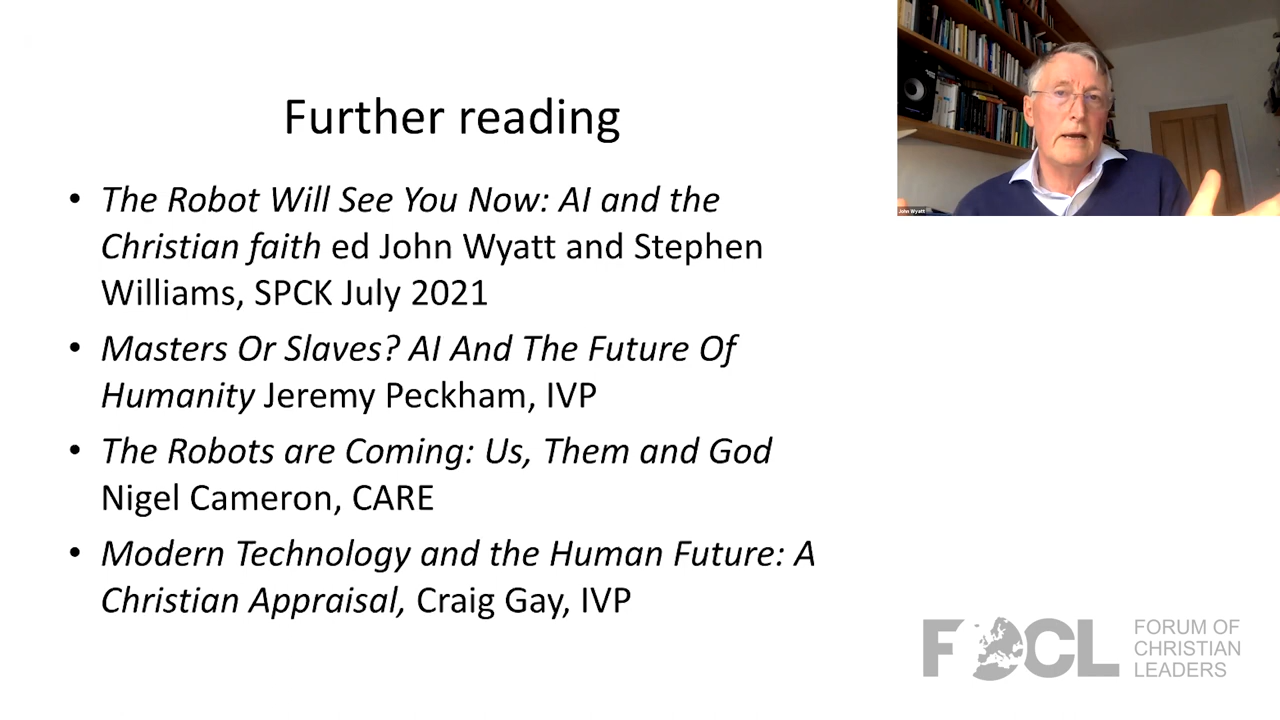 Further reading
• The Robot Will See You Now: AI and the
Christian faith ed John Wyatt and Stephen
Williams, SPCK July 2021
• Masters Or Slaves? AI And The Future Of
Humanity Jeremy Peckham, IVP
• The Robots are Coming: Us, Them and God
Nigel Cameron, CARE
• Modern Technology and the Human Future: A
Christian Appraisal, Craig Gay, IVP
John Wyatt
FOCL
FORUM OF
CHRISTIAN
LEADERS